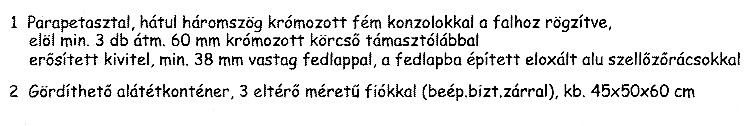 1 Parapetasztal, hátul háromszög krómozott fém konzolokkal a falhoz rögzítve,
elöl min. 3 db átm. 60 mm krómozott körcső támasztólábbal
erősített kivitel, min. 38 mm vastag fedlappal, a fedlapba épített eloxált alu szellőzőrácsokkal
2 Gördíthető alátétkonténer, 3 eltérő méretű fiókkal (beép.bizt.zárral), kb. 45x50x60 cm